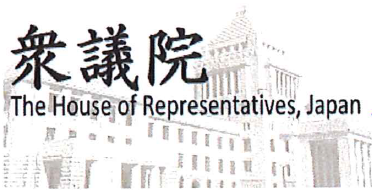 衆議院
The House of Representatives, Japan